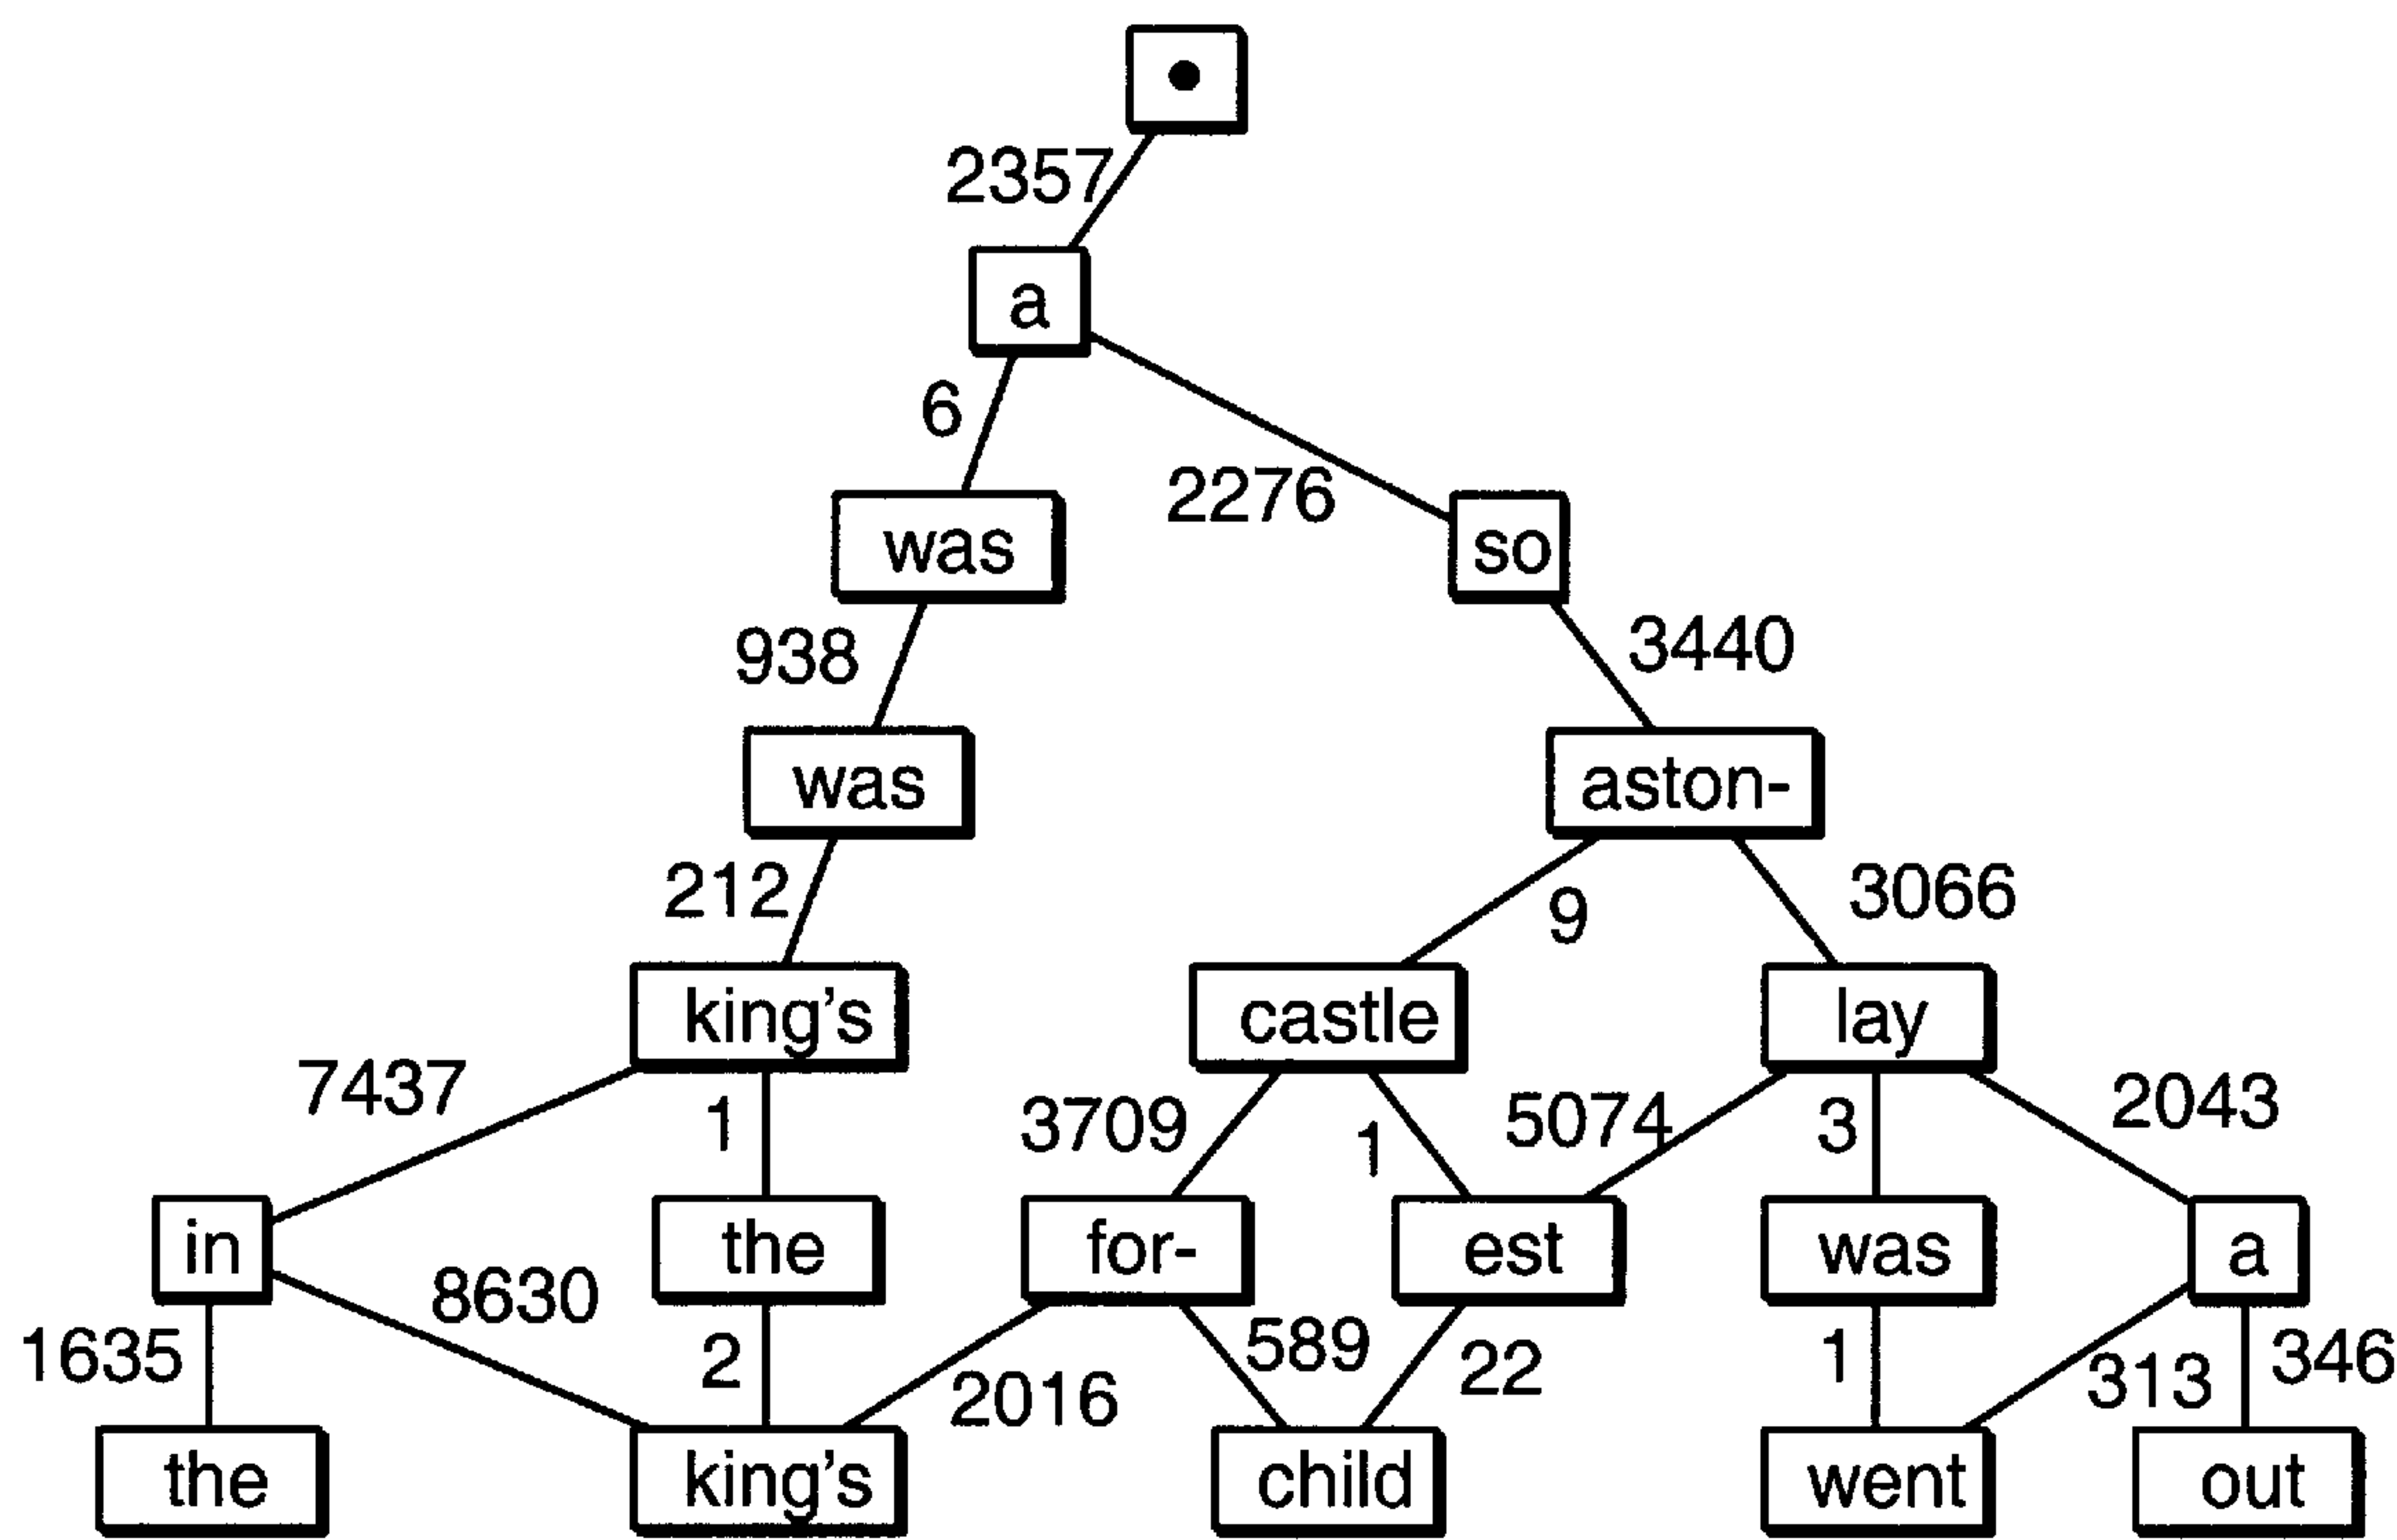 2357
a
6
2276
was
so
938
3440
was
aston-
212
9
3066
king's
castle
lay
7437
1
3709
1
5074
3
2043
in
the
for-
est
was
a
1635
8630
2
2016
589
22
1
313
346
the
king's
child
went
out